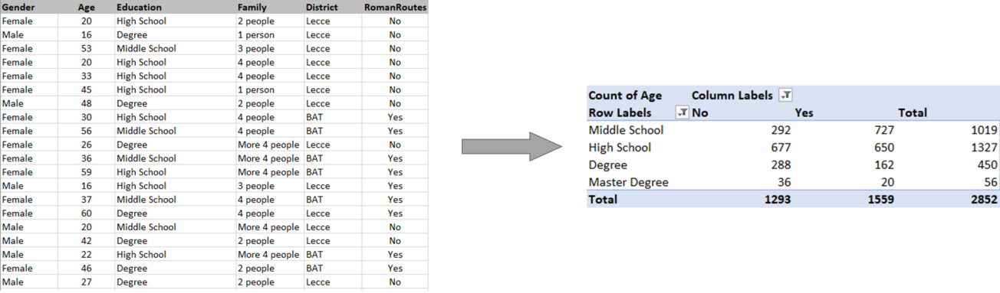 Gender Age Education Family District RomanRoutes
Female 20 High School 2 people Lecce No
Male 16 Degree 1 person Lecce No
Female 53 Middle School 3 people Lecce No
Female 20 High School 4 people Lecce No
Female 33 High School 4 people Lecce No
Female 45 High School 1 person Lecce No
Male 48 Degree 2 people Lecce No
Female 30 High School 4 people BAT Yes
Female 56 Middle School 4 people BAT Yes
Female 26 Degree More 4 people Lecce No
Female 36 Middle School More 4 people BAT Yes
Female 59 High School More 4 people BAT Yes
Male 16 High School 3 people Lecce Yes
Female 37 Middle School 4 people BAT Yes
Female 60 Degree 4 people Lecce Yes
Male 20 Middle School More 4 people Lecce No
Male 42 Degree 2 people Lecce No
Male 22 High School More 4 people BAT Yes
Female 46 Degree 2 people BAT Yes
Male 27 Degree 2 people Lecce No
Count of Age Column Labels
Row Labels No Yes Total
Middle School 292 727 1019
High School 677 650 1327
Degree 288 162 450
Master Degree 36 20 56
Total 1293 1559 2852